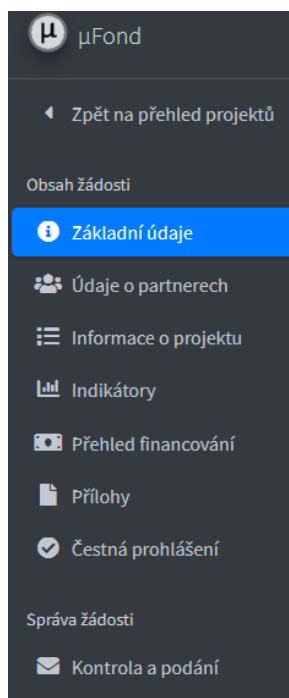 µ µFond
Zpět na přehled projektů
Obsah žádosti
Základní údaje
Údaje o partnerech
Informace o projektu
Indikátory
Přehled financování
Přílohy
Čestná prohlášení
Správa žádosti
Kontrola a podání